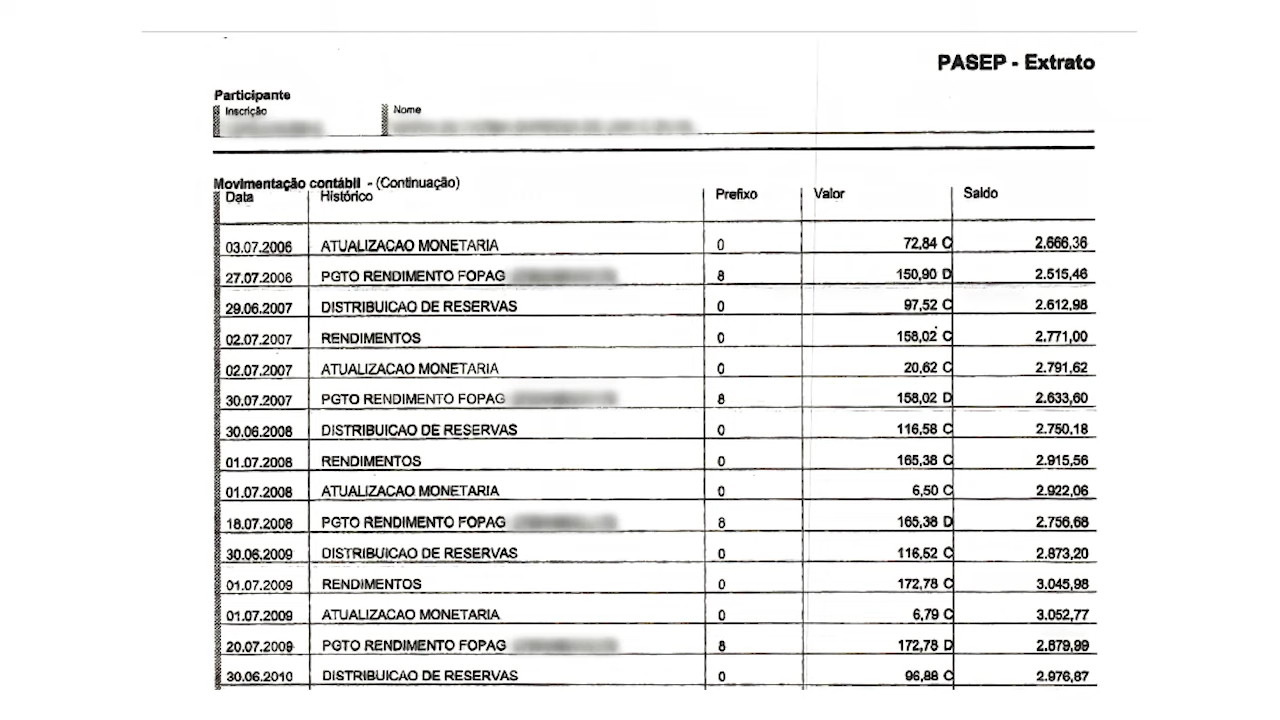 PASEP - Extrato
Participante
Inscrição Nome
Movimentação contábil - (Continuação)
Data Histórico Prefixo Valor Saldo
03.07.2006 ATUALIZACAO MONETARIA 0 72,84 C 2.666,36
27.07.2006 PGTO RENDIMENTO FOPAG 8 150,90 D 2.515,46
29.06.2007 DISTRIBUICAO DE RESERVAS 0 97,52 C 2.612,98
02.07.2007 RENDIMENTOS 0 158,02 C 2.771,00
02.07.2007 ATUALIZACAO MONETARIA 0 20,62 C 2.791,62
30.07.2007 PGTO RENDIMENTO FOPAG 8 158,02 D 2.633,60
30.06.2008 DISTRIBUICAO DE RESERVAS 0 116,58 C 2.750,18
01.07.2008 RENDIMENTOS 0 165,38 C 2.915,56
01.07.2008 ATUALIZACAO MONETARIA 0 6,50 C 2.922,06
18.07.2008 PGTO RENDIMENTO FOPAG 8 165,38 D 2.756,68
30.06.2009 DISTRIBUICAO DE RESERVAS 0 116,52 C 2.873,20
01.07.2009 RENDIMENTOS 0 172,78 C 3.045,98
01.07.2009 ATUALIZACAO MONETARIA 0 6,79 C 3.052,77
20.07.2009 PGTO RENDIMENTO FOPAG 8 172,78 D 2.879,99
30.06.2010 DISTRIBUICAO DE RESERVAS 0 96,88 C 2.976,87